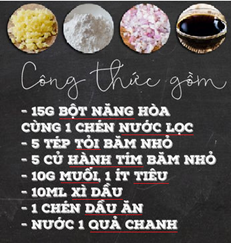 Công thức gồm
- 15G BỘT NĂNG HÒA
CÙNG 1 CHÉN NƯỚC LỌC
- 5 TÉP TỎI BĂM NHỎ
- 5 CỦ HÀNH TÍM BĂM NHỎ
- 10G MUỐI, 1 ÍT TIÊU
- 10ML XÌ DẦU
- 1 CHÉN DẦU ĂN
- NƯỚC 1 QUẢ CHANH